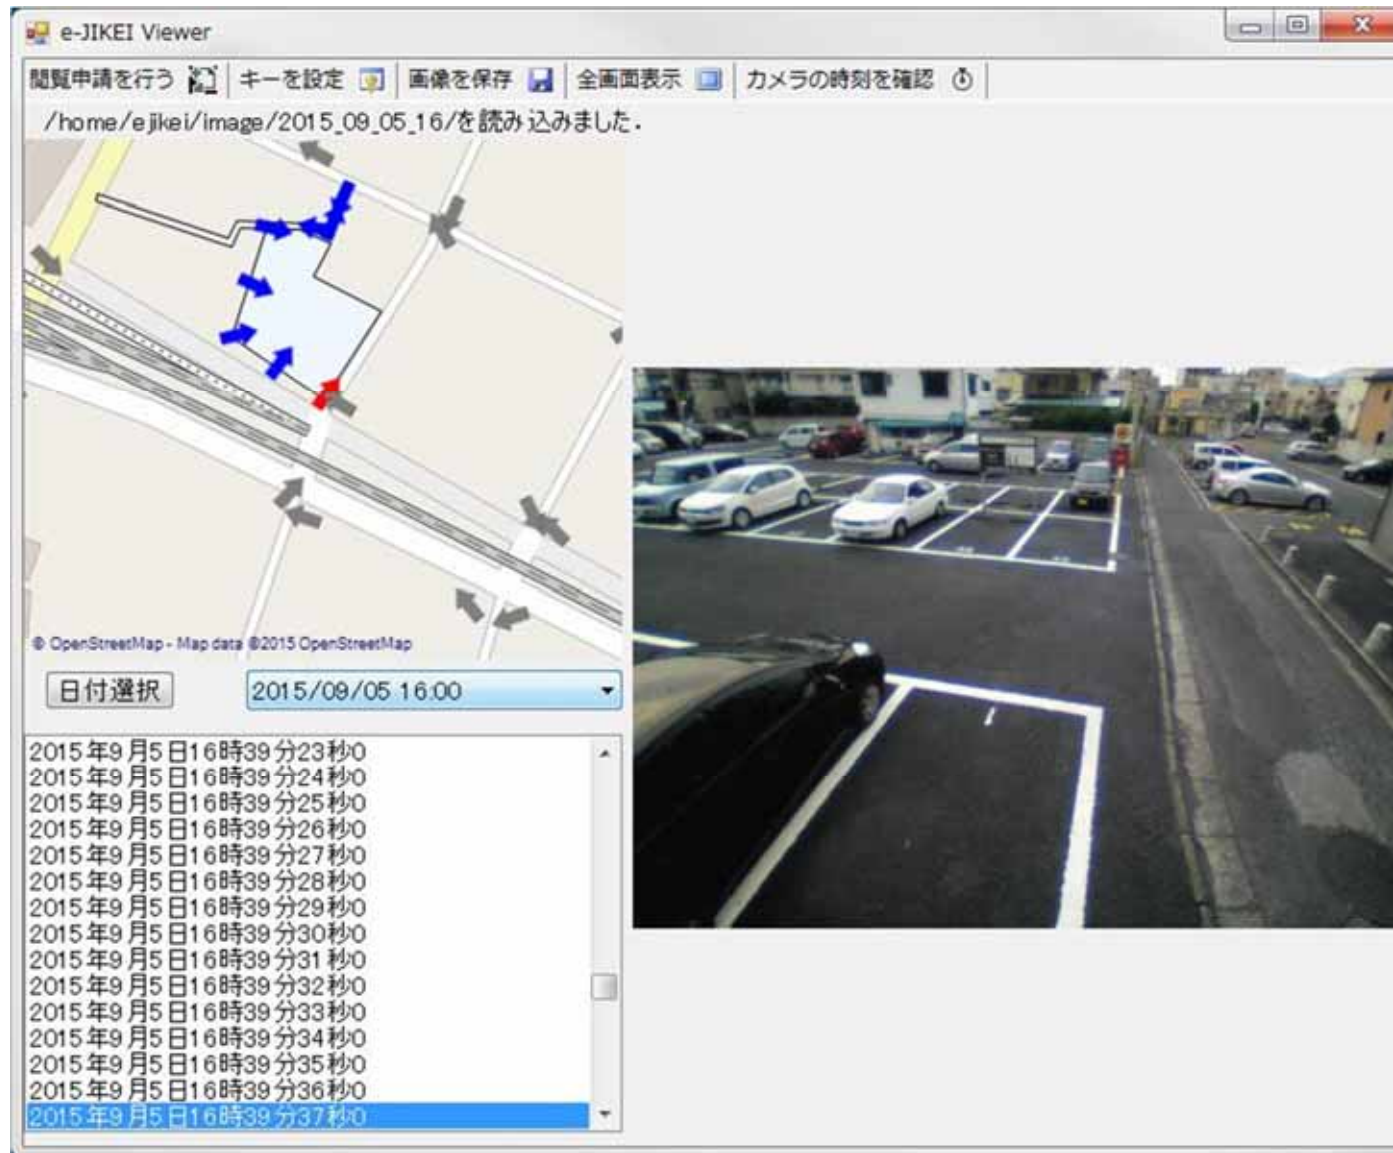 e-JIKEI Viewer
閲覧申請を行う キーを設定 画像を保存 全画面表示 カメラの時刻を確認
/home/ejikei/image/2015_09_05_16/を読み込みました.
© OpenStreetMap - Map data ©2015 OpenStreetMap
日付選択 2015/09/05 16:00
2015年9月5日16時39分23秒0
2015年9月5日16時39分24秒0
2015年9月5日16時39分25秒0
2015年9月5日16時39分26秒0
2015年9月5日16時39分27秒0
2015年9月5日16時39分28秒0
2015年9月5日16時39分29秒0
2015年9月5日16時39分30秒0
2015年9月5日16時39分31秒0
2015年9月5日16時39分32秒0
2015年9月5日16時39分33秒0
2015年9月5日16時39分34秒0
2015年9月5日16時39分35秒0
2015年9月5日16時39分36秒0
2015年9月5日16時39分37秒0